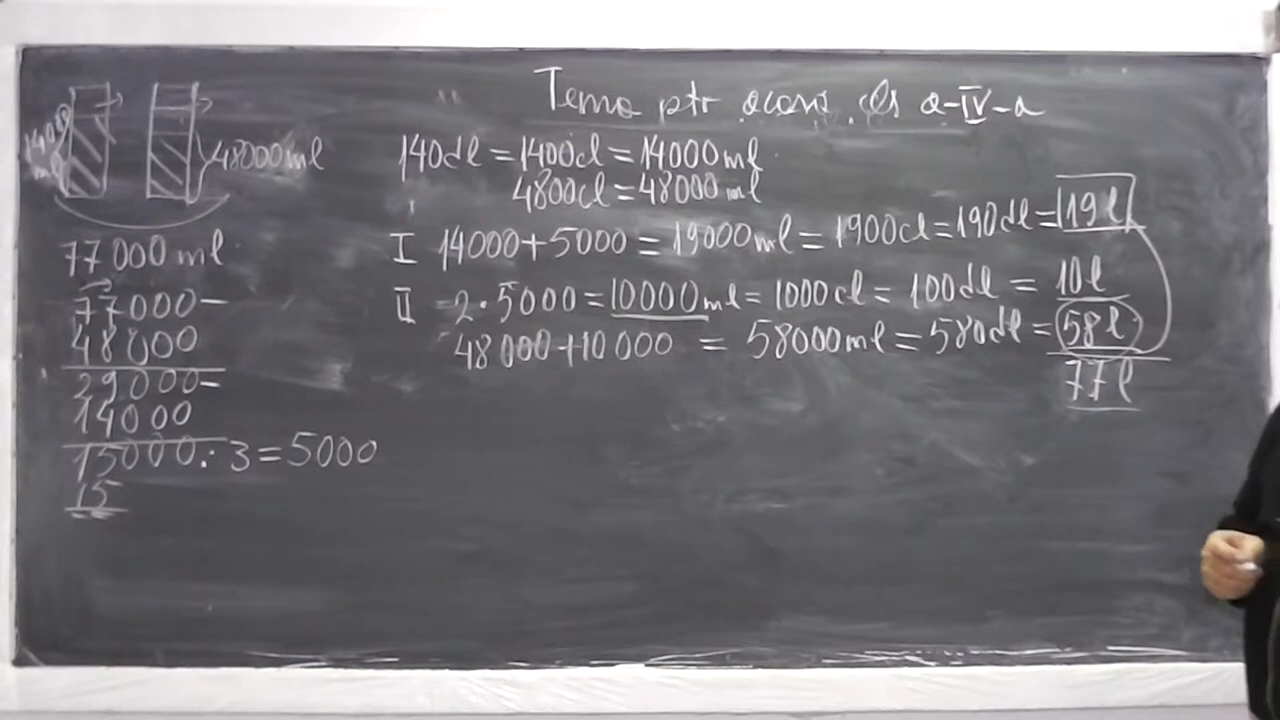 Tema ptr acasă cls a-IV-a
48000ml
140dl = 1400cl = 14000ml
4800cl = 48000ml
I 14000+5000 = 19000ml = 1900cl = 190dl = 19l
II 2·5000 = 10000ml = 1000cl = 100dl = 10l
48000+10000 = 58000ml = 580dl = 58l
77l
77000ml
77000-
48000
29000-
14000
15000:3=5000
15